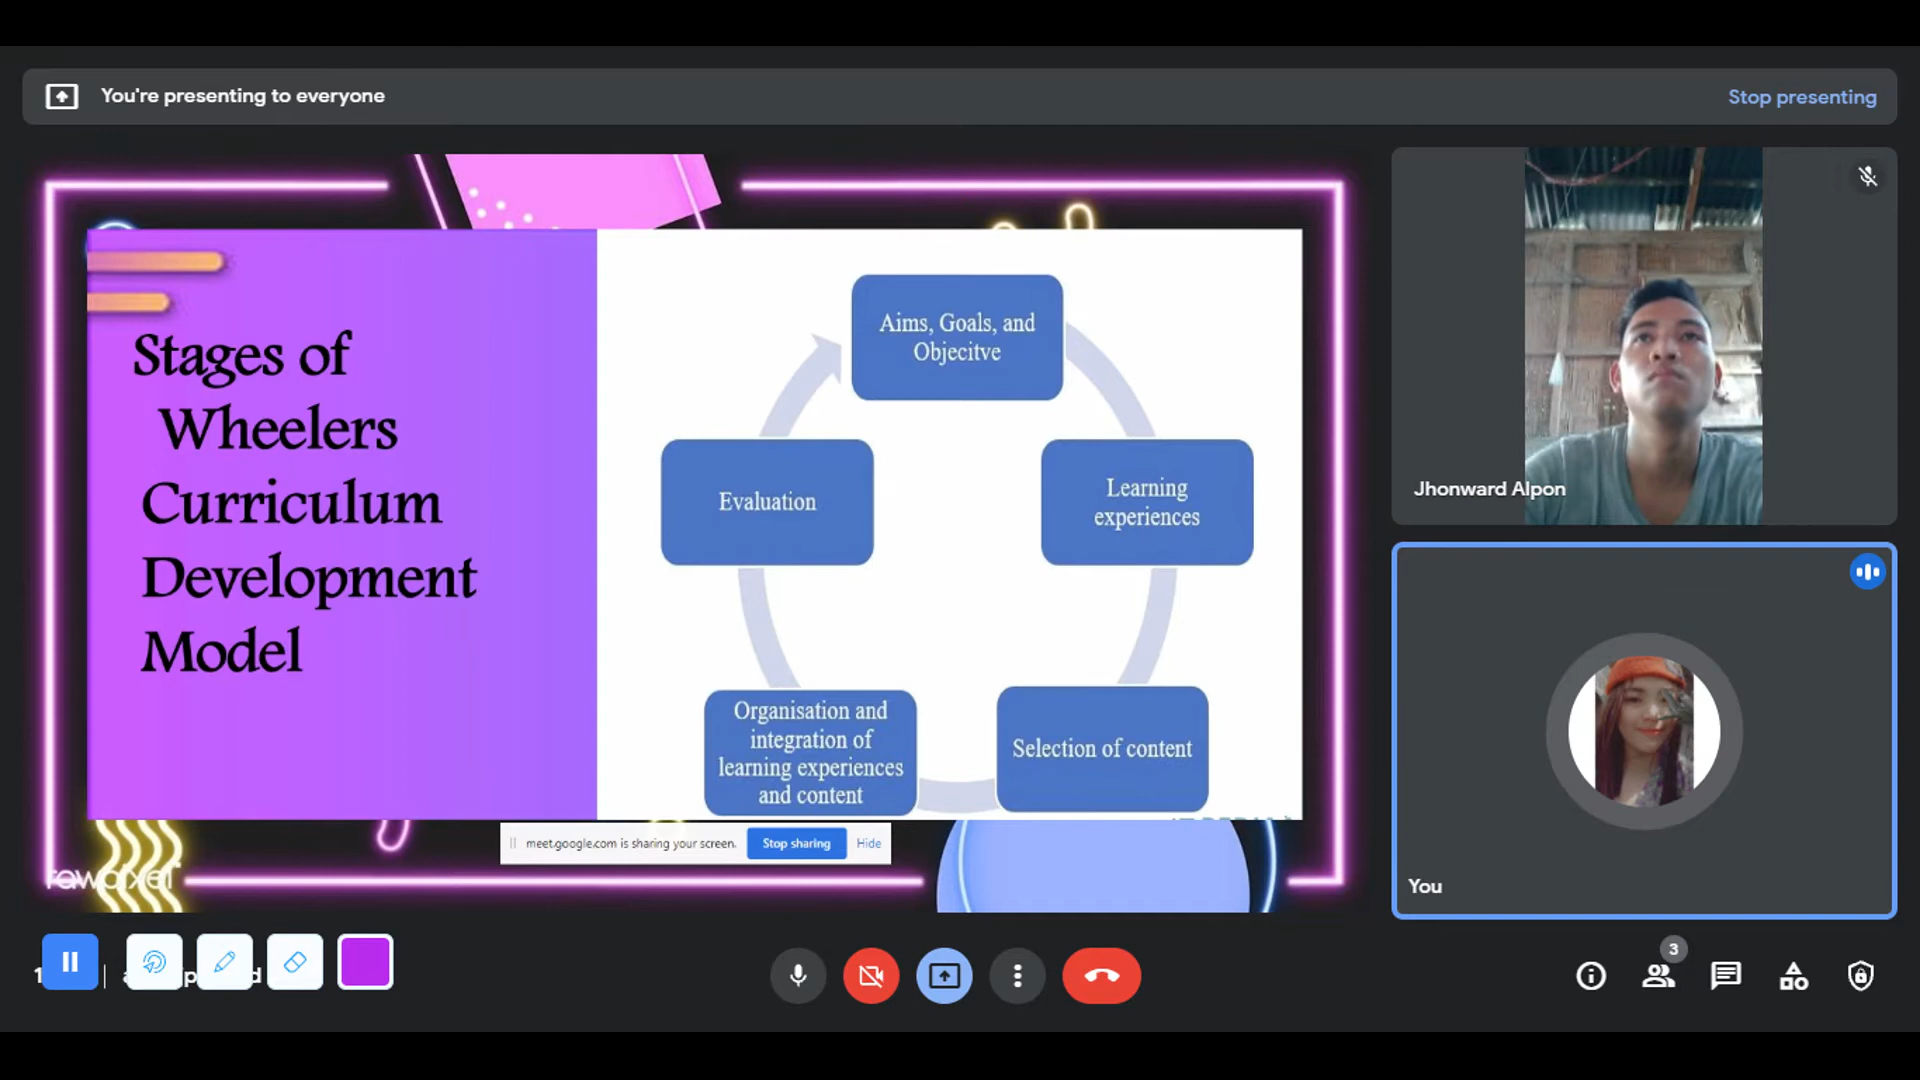 You're presenting to everyone
Stop presenting
Stages of
Wheelers
Curriculum
Development
Model
Aims, Goals, and
Objecitve
Learning
experiences
Selection of content
Organisation and
integration of
learning experiences
and content
Evaluation
meet.google.com is sharing your screen.
Stop sharing
Hide
rawpixel
Jhonward Alpon
You
3